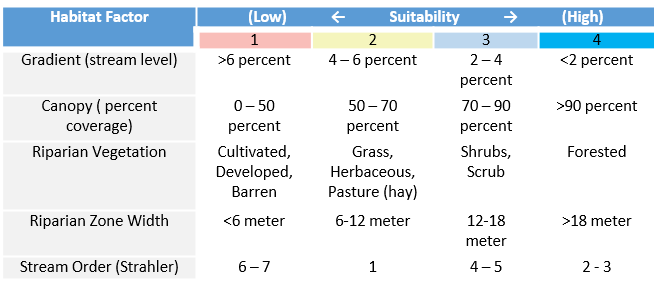 Habitat Factor (Low) ← Suitability → (High)
1 2 3 4
Gradient (stream level) >6 percent 4 – 6 percent 2 – 4 percent <2 percent
Canopy ( percent coverage) 0 – 50 percent 50 – 70 percent 70 – 90 percent >90 percent
Riparian Vegetation Cultivated, Developed, Barren Grass, Herbaceous, Pasture (hay) Shrubs, Scrub Forested
Riparian Zone Width <6 meter 6-12 meter 12-18 meter >18 meter
Stream Order (Strahler) 6 – 7 1 4 – 5 2 - 3